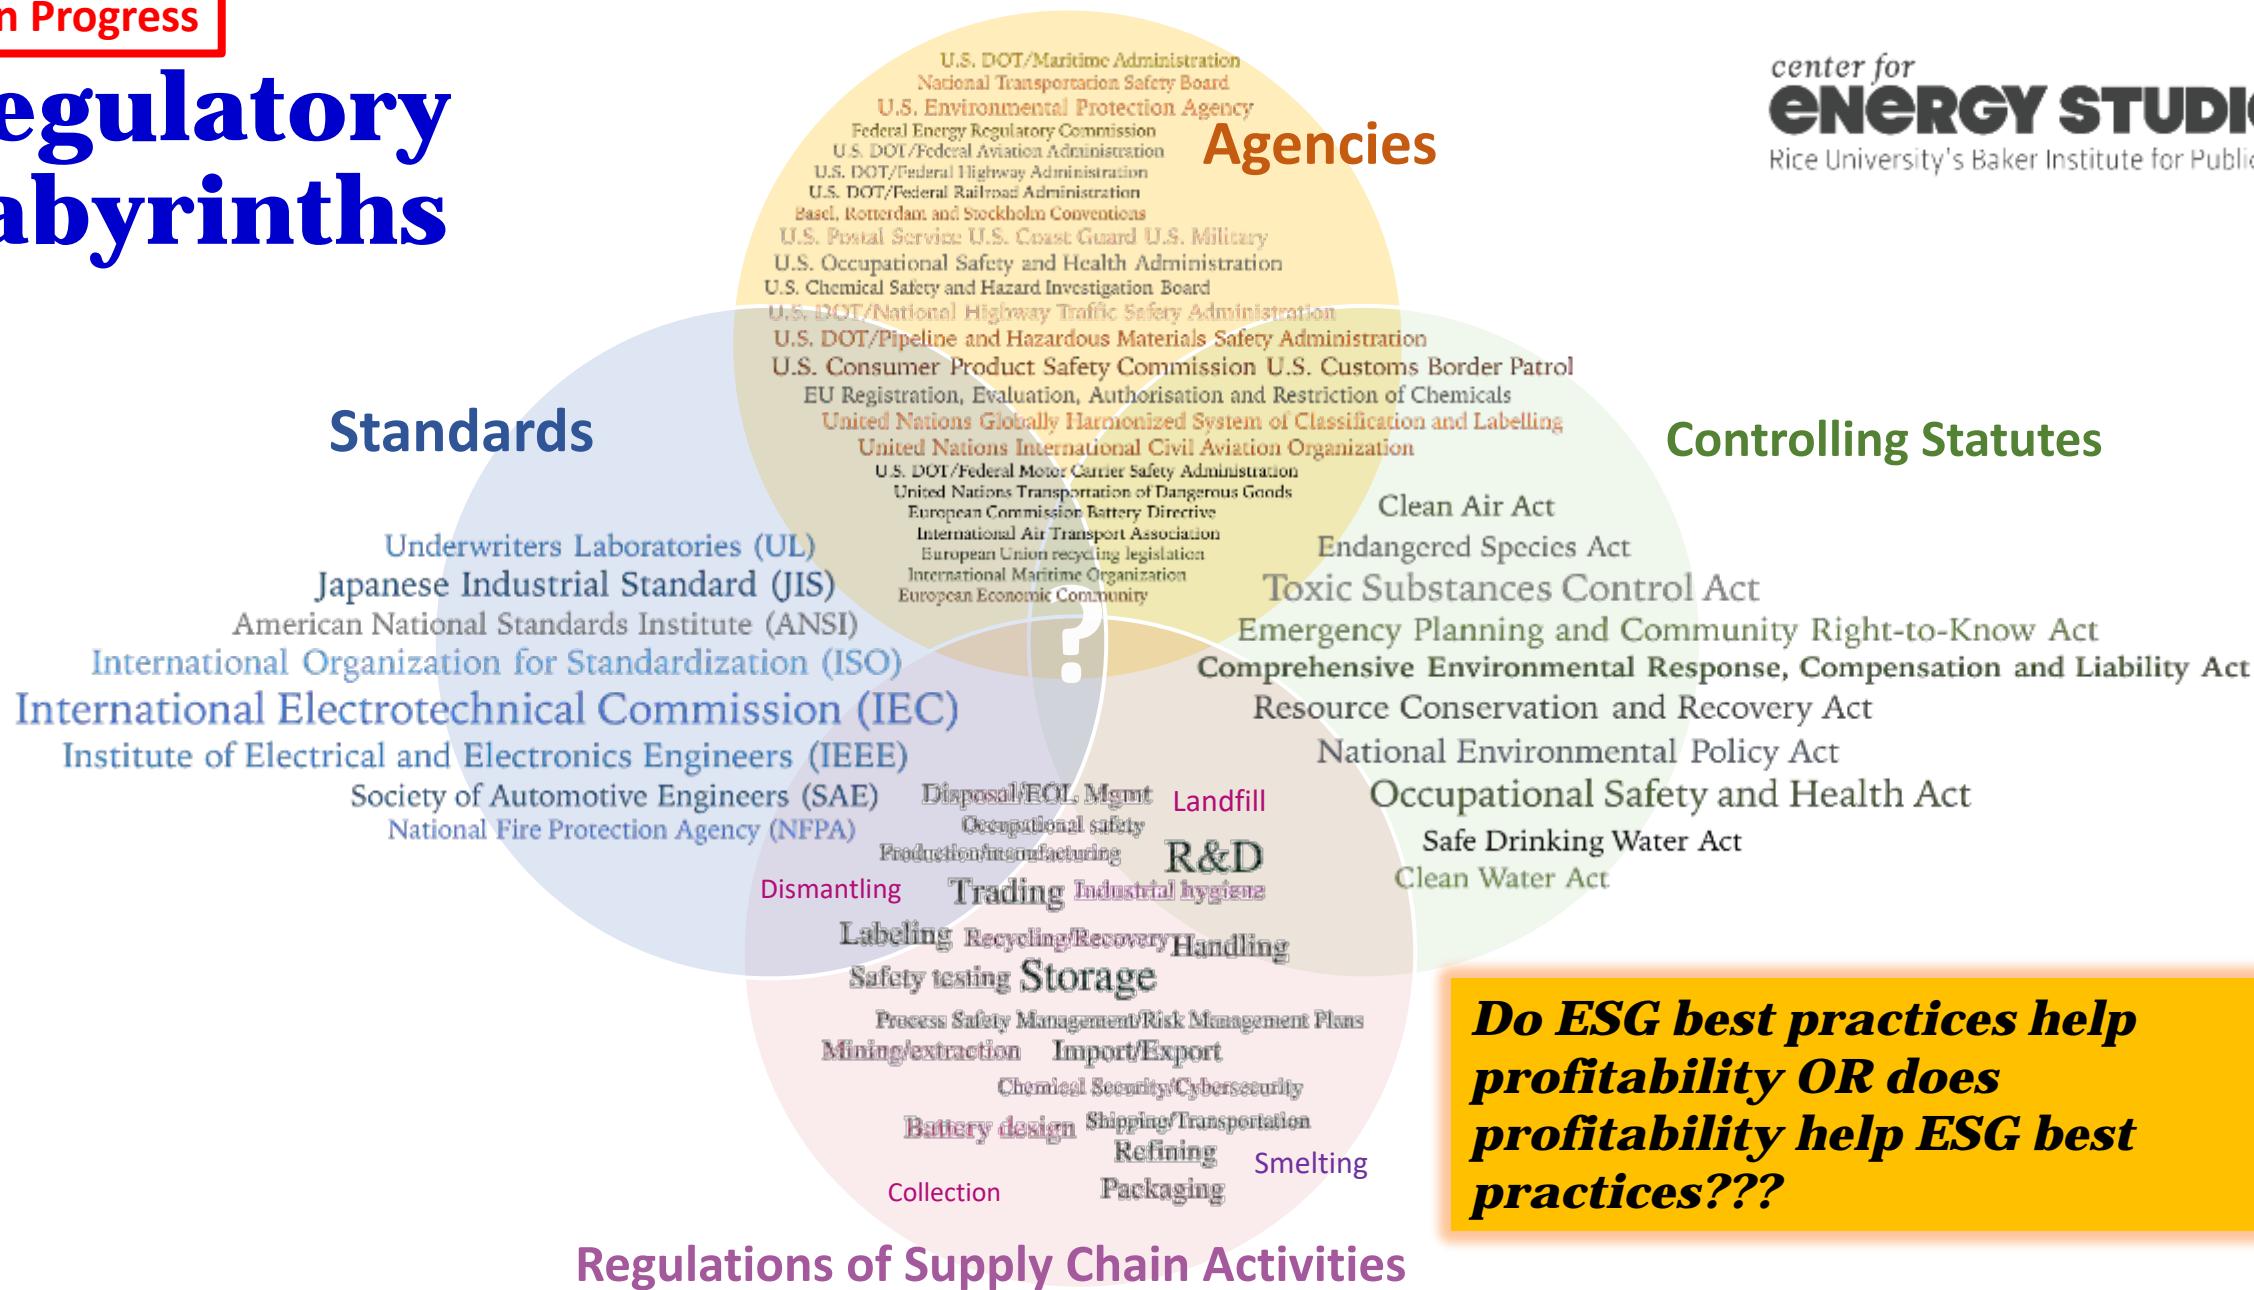 n Progress
egulatory
abyrinths
center for
ENERGY STUDI
Rice University's Baker Institute for Public
Agencies
U.S. DOT/Maritime Administration
National Transportation Safety Board
U.S. Environmental Protection Agency
Federal Energy Regulatory Commission
U.S. DOT/Federal Aviation Administration
U.S. DOT/Federal Highway Administration
U.S. DOT/Federal Railroad Administration
Basel, Rotterdam and Stockholm Conventions
U.S. Postal Service U.S. Coast Guard U.S. Military
U.S. Occupational Safety and Health Administration
U.S. Chemical Safety and Hazard Investigation Board
U.S. DOT/National Highway Traffic Safety Administration
U.S. DOT/Pipeline and Hazardous Materials Safety Administration
U.S. Consumer Product Safety Commission U.S. Customs Border Patrol
EU Registration, Evaluation, Authorisation and Restriction of Chemicals
United Nations Globally Harmonized System of Classification and Labelling
United Nations International Civil Aviation Organization
U.S. DOT/Federal Motor Carrier Safety Administration
United Nations Transportation of Dangerous Goods
European Commission Battery Directive
International Air Transport Association
European Union recycling legislation
International Maritime Organization
European Economic Community
?
Standards
Underwriters Laboratories (UL)
Japanese Industrial Standard (JIS)
American National Standards Institute (ANSI)
International Organization for Standardization (ISO)
International Electrotechnical Commission (IEC)
Institute of Electrical and Electronics Engineers (IEEE)
Society of Automotive Engineers (SAE)
National Fire Protection Agency (NFPA)
Controlling Statutes
Clean Air Act
Endangered Species Act
Toxic Substances Control Act
Emergency Planning and Community Right-to-Know Act
Comprehensive Environmental Response, Compensation and Liability Act
Resource Conservation and Recovery Act
National Environmental Policy Act
Occupational Safety and Health Act
Safe Drinking Water Act
Clean Water Act
Disposal/EOL Mgmt
Landfill
Occupational safety
Production/manufacturing
R&D
Dismantling
Trading
Industrial hygiene
Labeling
Recycling/Recovery
Handling
Safety testing
Storage
Process Safety Management/Risk Management Plans
Mining/extraction
Import/Export
Chemical Security/Cybersecurity
Battery design
Shipping/Transportation
Refining
Smelting
Collection
Packaging
Regulations of Supply Chain Activities
Do ESG best practices help
profitability OR does
profitability help ESG best
practices???